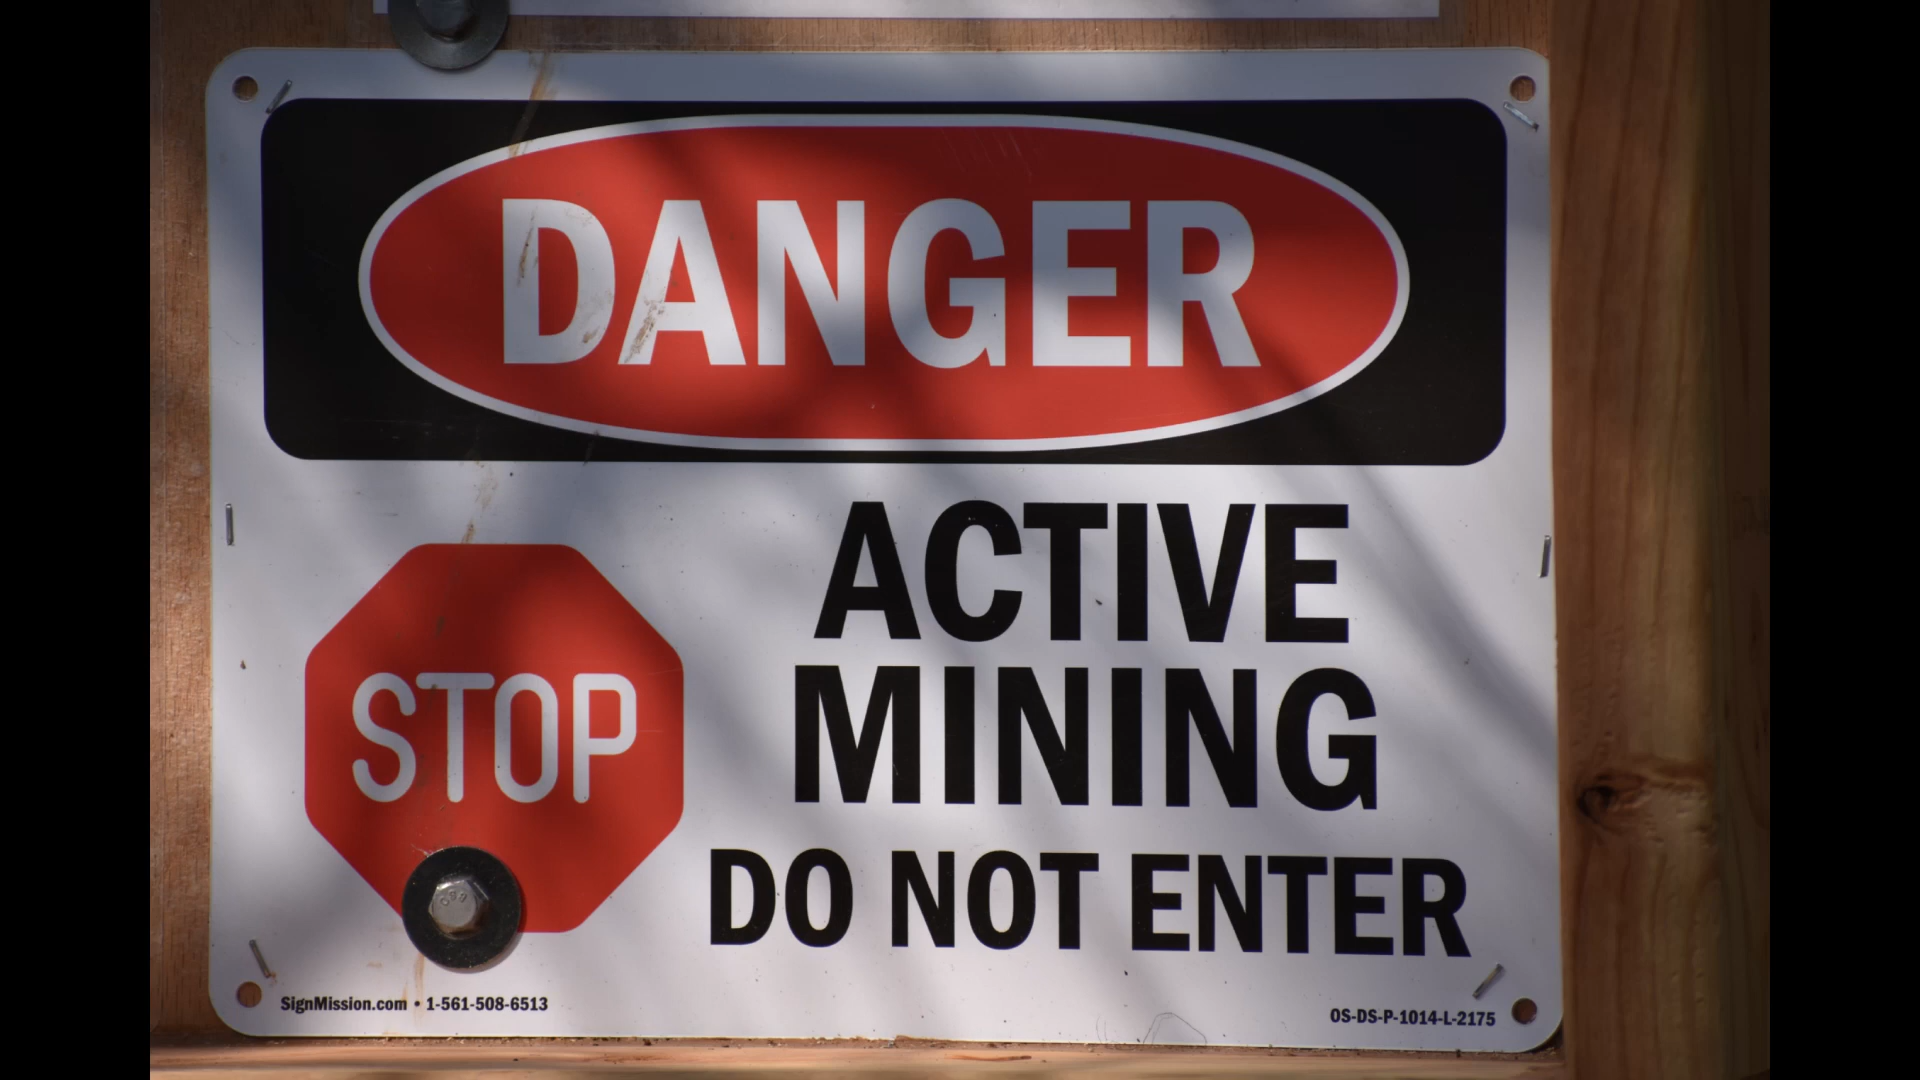 DANGER
STOP
ACTIVE
MINING
DO NOT ENTER
SignMission.com • 1-561-508-6513
OS-DS-P-1014-L-2175